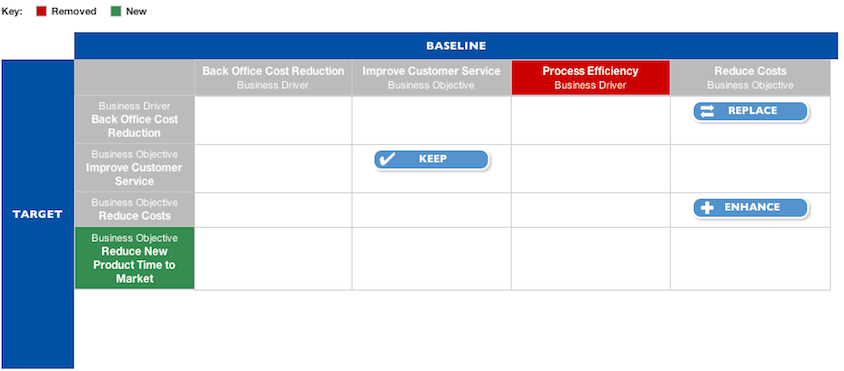 Key: Removed New
BASELINE
Back Office Cost Reduction Improve Customer Service Process Efficiency Reduce Costs
Business Driver Business Objective Business Driver Business Objective
TARGET
Business Driver
Back Office Cost
Reduction
REPLACE
Business Objective
Improve Customer
Service
KEEP
Business Objective
Reduce Costs
ENHANCE
Business Objective
Reduce New
Product Time to
Market